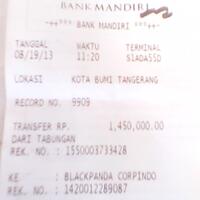 BANK MANDIRI
-++*** BANK MANDIRI ***++-
TANGGAL WAKTU TERMINAL
08/19/13 11:20 S1ADA5SD
LOKASI KOTA BUMI TANGERANG
RECORD NO. 9909
TRANSFER RP. 1,450,000.00
DARI TABUNGAN
REK. NO. : 1550003733428
KE: BLACKPANDA CORPINDO
REK. NO.: 1420012289087